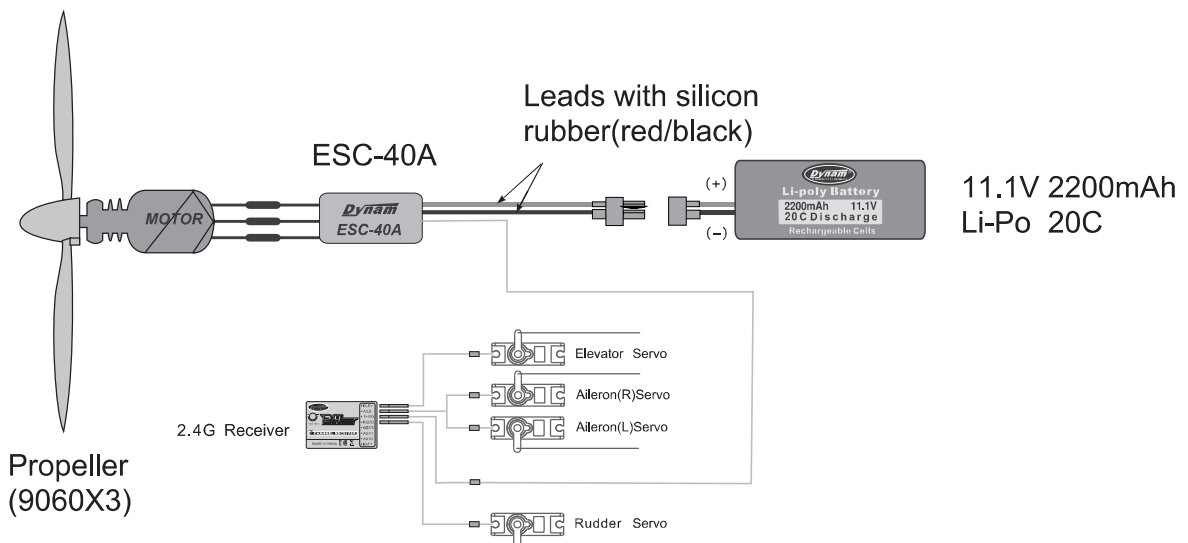 Leads with silicon
rubber(red/black)
ESC-40A
MOTOR
Dynam
ESC-40A
(+)
(−)
Dynam
Li-poly Battery
2200mAh 11.1V
20C Discharge
Rechargeable Cells
11.1V 2200mAh
Li-Po 20C
Elevator Servo
Aileron(R)Servo
Aileron(L)Servo
2.4G Receiver
Rudder Servo
Propeller
(9060X3)